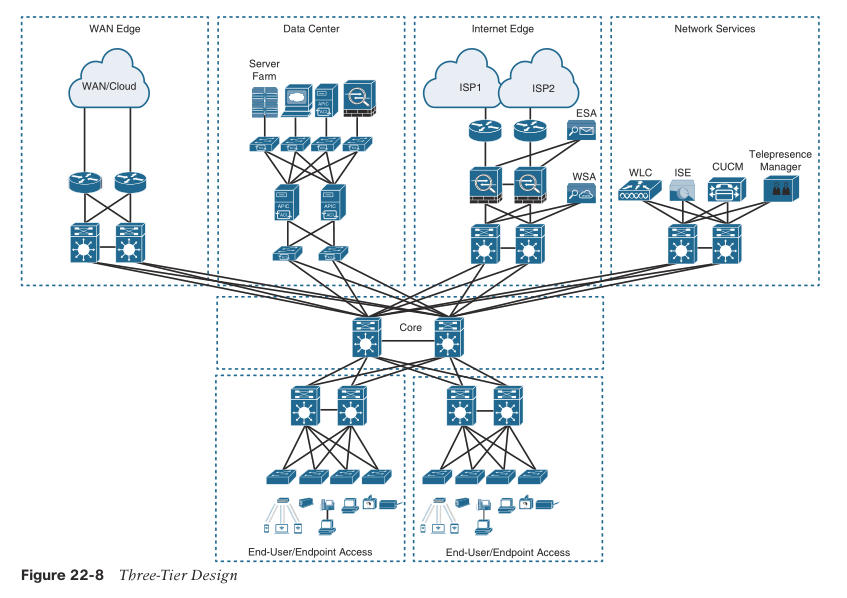 WAN Edge
Data Center
Internet Edge
Network Services
WAN/Cloud
Server
Farm
APIC
ISP1
ISP2
ESA
WSA
WLC
ISE
CUCM
Telepresence
Manager
APIC
APIC
Core
End-User/Endpoint Access
End-User/Endpoint Access
Figure 22-8 Three-Tier Design